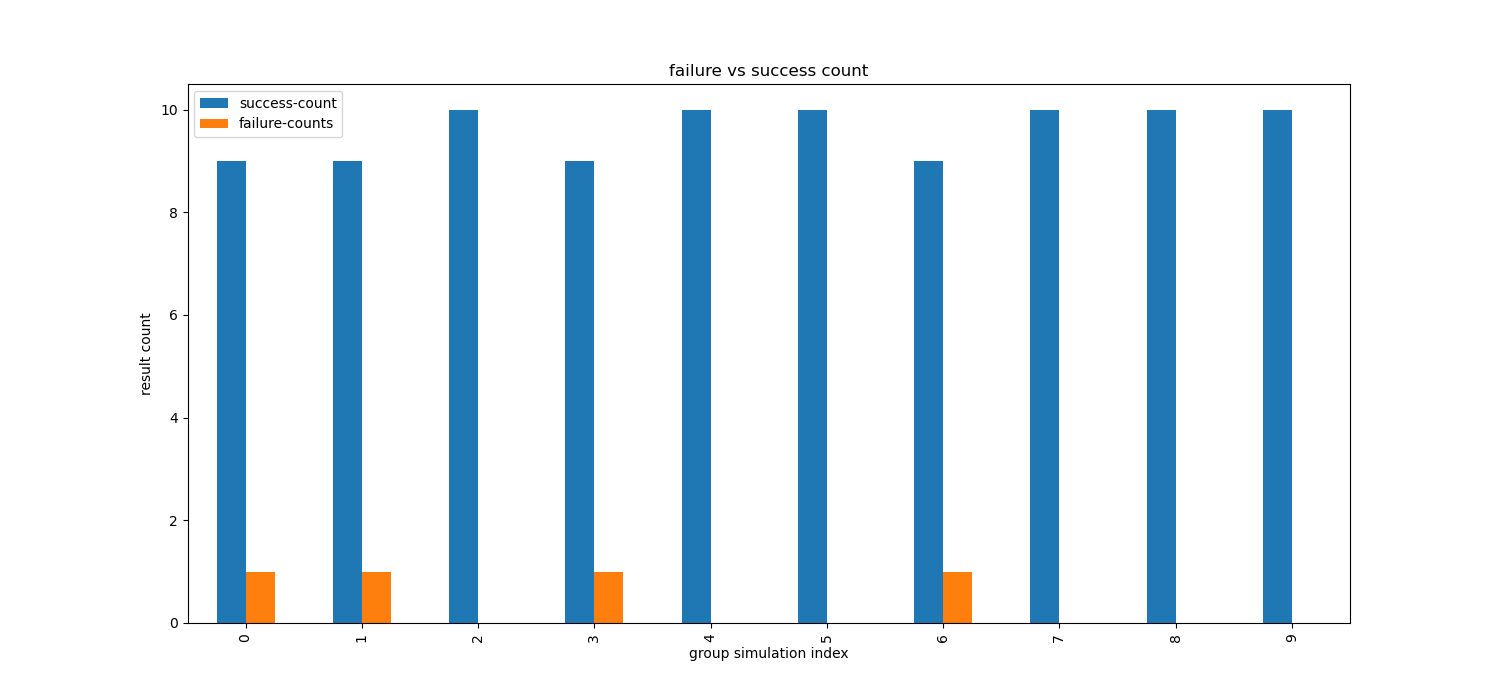 failure vs success count
success-count
failure-counts
10
8
6
4
2
0
result count
0 1 2 3 4 5 6 7 8 9
group simulation index